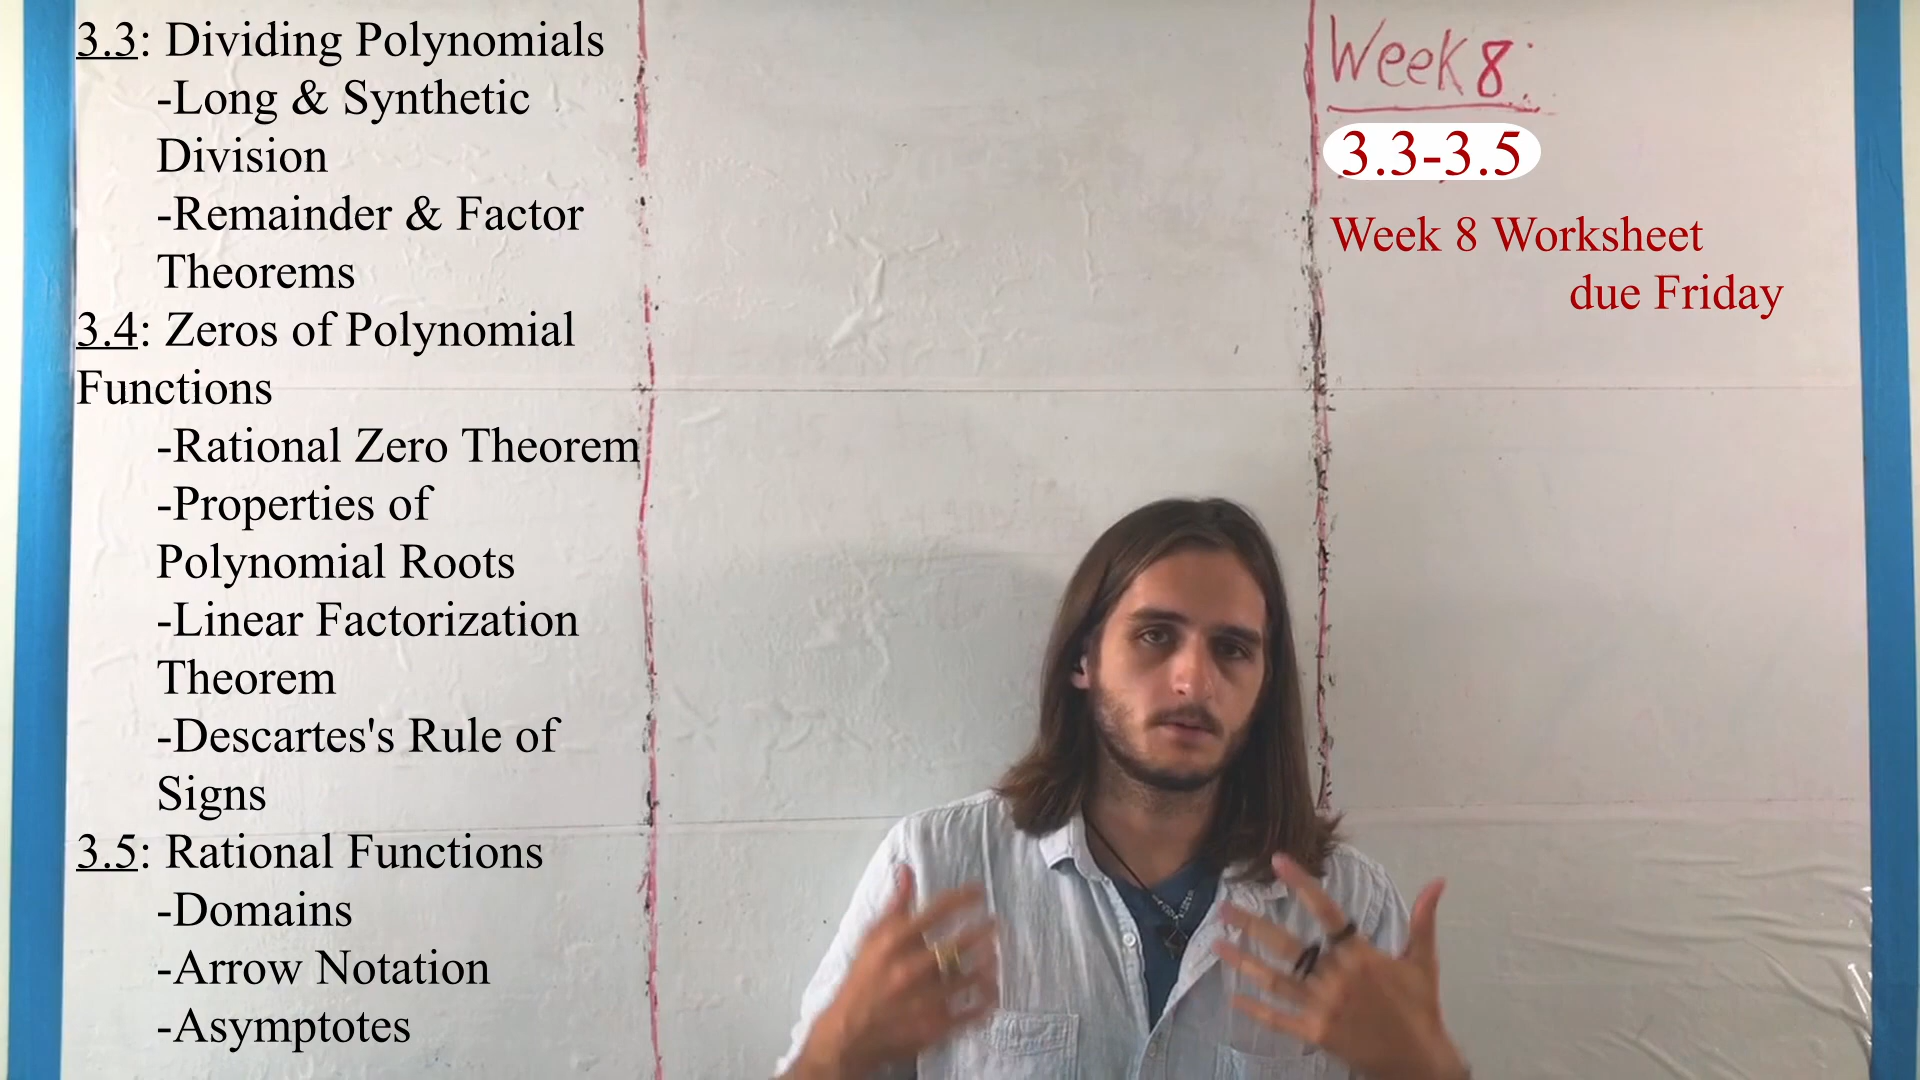 3.3: Dividing Polynomials
-Long & Synthetic
Division
-Remainder & Factor
Theorems
3.4: Zeros of Polynomial
Functions
-Rational Zero Theorem
-Properties of
Polynomial Roots
-Linear Factorization
Theorem
-Descartes's Rule of
Signs
3.5: Rational Functions
-Domains
-Arrow Notation
-Asymptotes
Week 8:
3.3-3.5
Week 8 Worksheet
due Friday